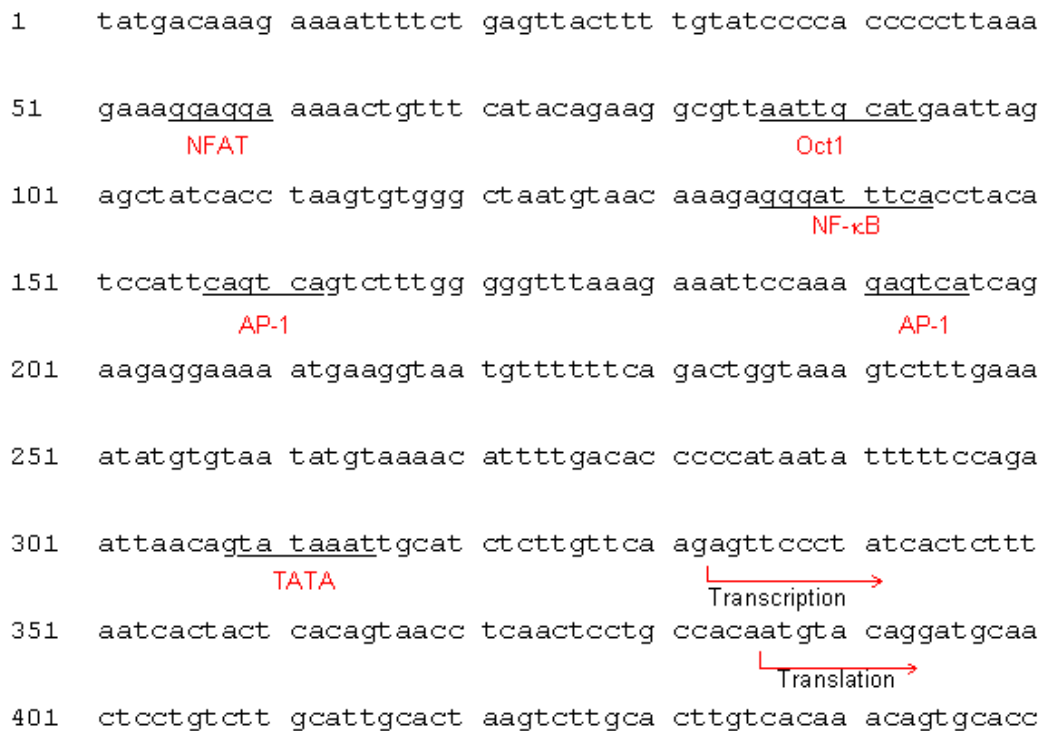 1 tatgacaaag aaaattttct gagttacttt tgtatcccca cccccttaaa
51 gaaaggagga aaaactgttt catacagaag gcgttaattg catgaattag
NFAT Oct1
101 agctatcacc taagtgtggg ctaatgtaac aaagagggat ttcacctaca
NF-κB
151 tccattcagt cagtctttgg gggtttaaag aaattccaaa gagtcatcag
AP-1 AP-1
201 aagaggaaaa atgaaggtaa tgttttttca gactggtaaa gtctttgaaa
251 atatgtgtaa tatgtaaaac attttgacac ccccataata tttttccaga
301 attaacagta taaattgcat ctcttgttca agagttccct atcactcttt
TATA
Transcription
351 aatcactact cacagtaacc tcaactcctg ccacaatgta caggatgcaa
Translation
401 ctcctgtctt gcattgcact aagtcttgca cttgtcacaa acagtgcacc